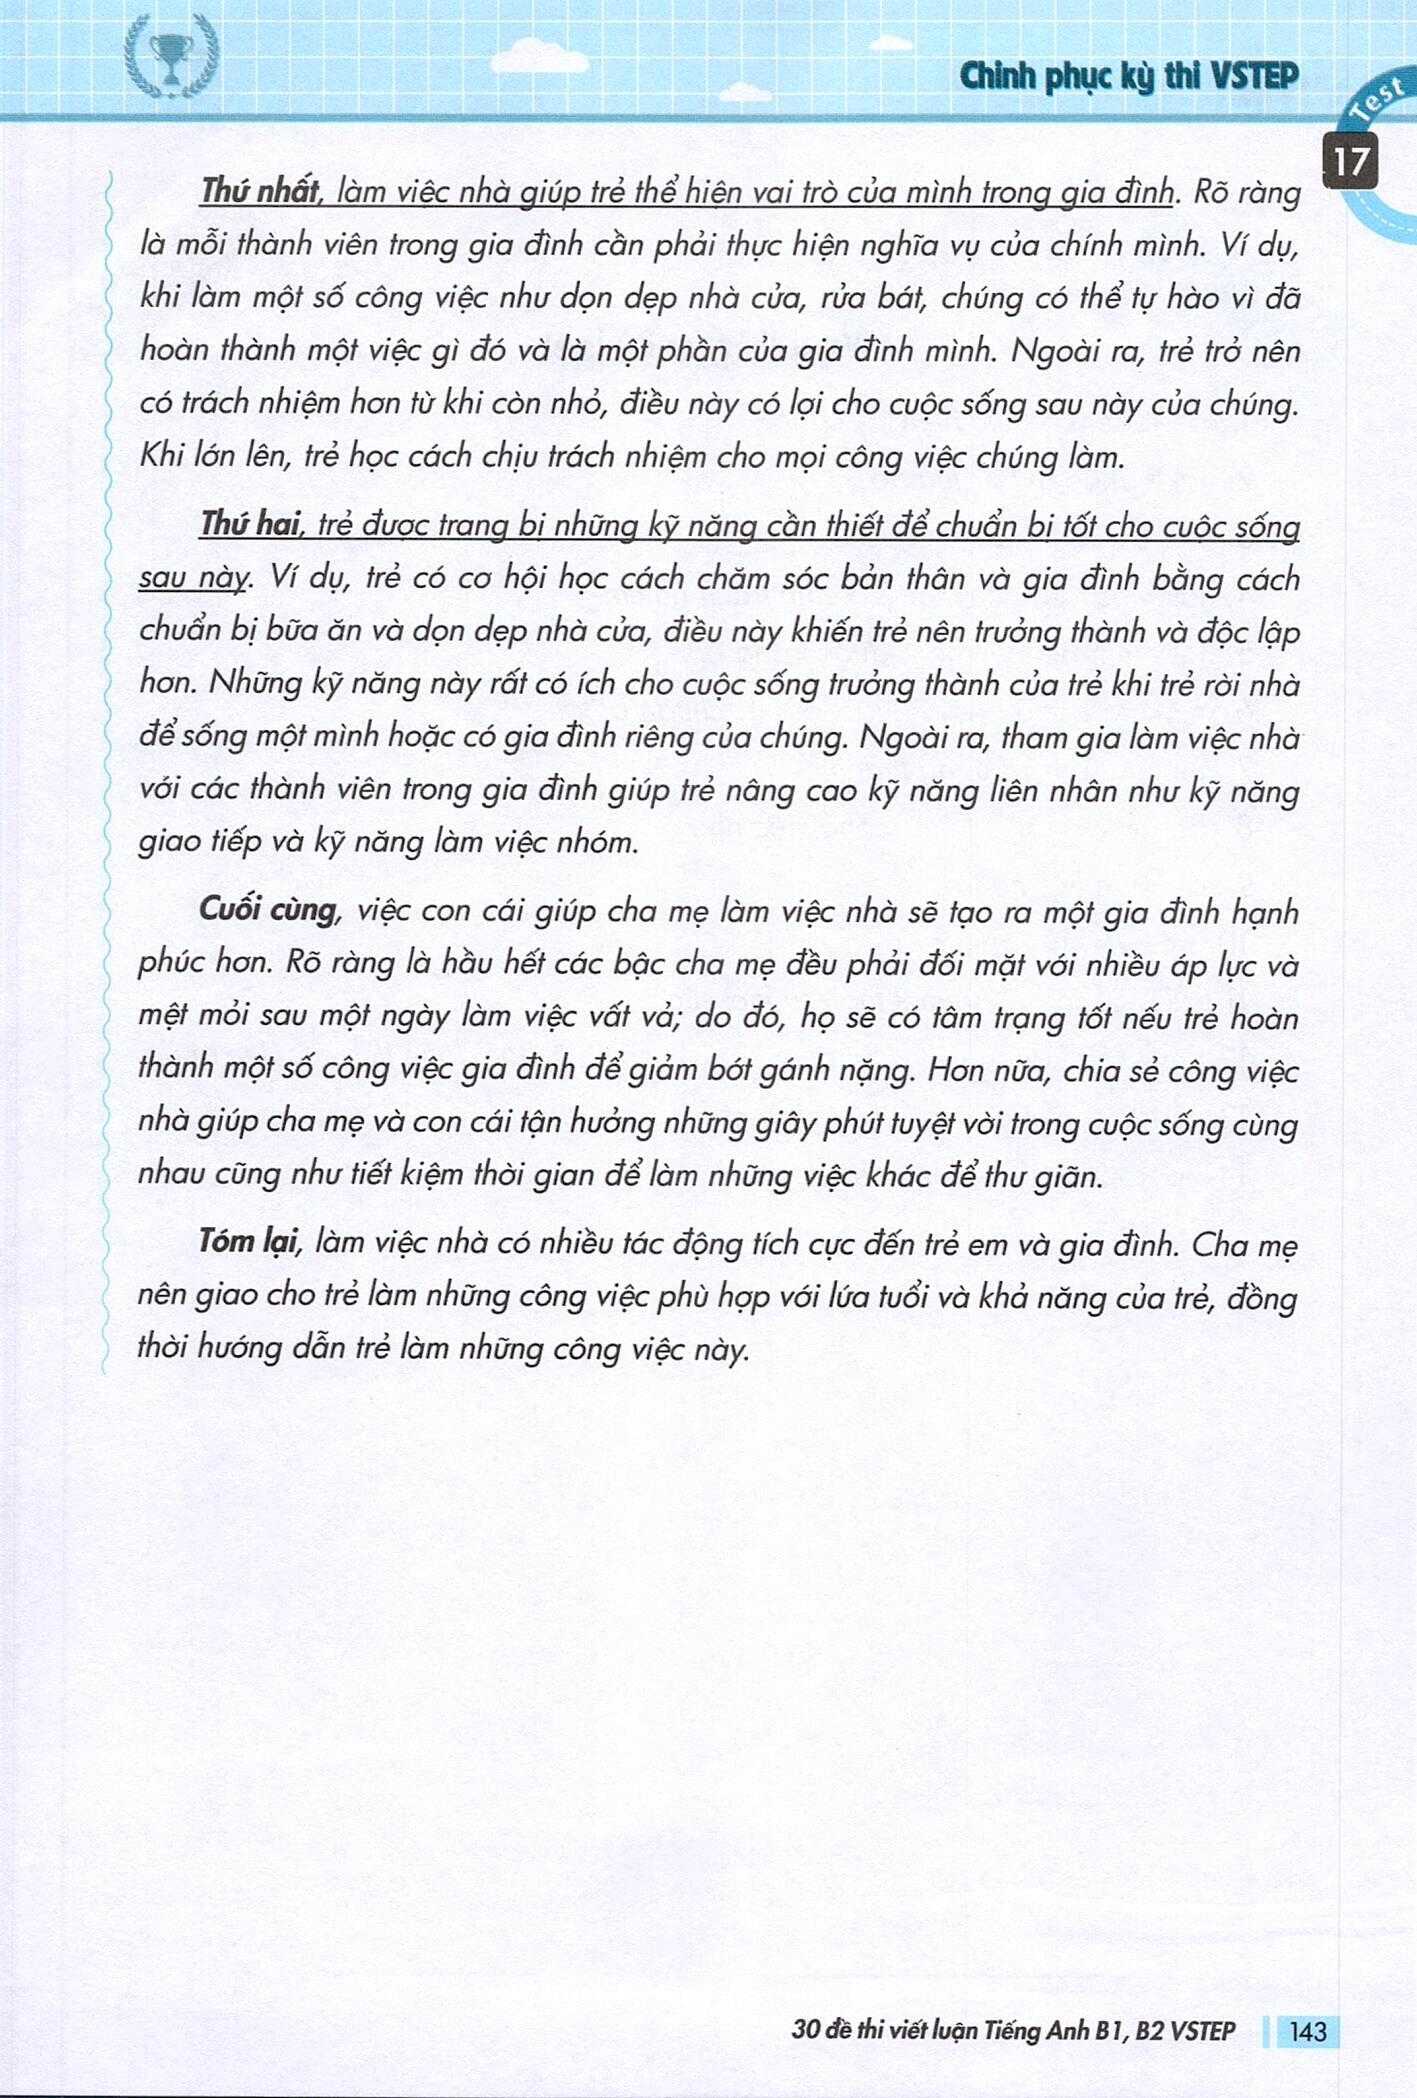 Chinh phục kỳ thi VSTEP
Test
17
Thứ nhất, làm việc nhà giúp trẻ thể hiện vai trò của mình trong gia đình. Rõ ràng
là mỗi thành viên trong gia đình cần phải thực hiện nghĩa vụ của chính mình. Ví dụ,
khi làm một số công việc như dọn dẹp nhà cửa, rửa bát, chúng có thể tự hào vì đã
hoàn thành một việc gì đó và là một phần của gia đình mình. Ngoài ra, trẻ trở nên
có trách nhiệm hơn từ khi còn nhỏ, điều này có lợi cho cuộc sống sau này của chúng.
Khi lớn lên, trẻ học cách chịu trách nhiệm cho mọi công việc chúng làm.
Thứ hai, trẻ được trang bị những kỹ năng cần thiết để chuẩn bị tốt cho cuộc sống
sau này. Ví dụ, trẻ có cơ hội học cách chăm sóc bản thân và gia đình bằng cách
chuẩn bị bữa ăn và dọn dẹp nhà cửa, điều này khiến trẻ nên trưởng thành và độc lập
hơn. Những kỹ năng này rất có ích cho cuộc sống trưởng thành của trẻ khi trẻ rời nhà
để sống một mình hoặc có gia đình riêng của chúng. Ngoài ra, tham gia làm việc nhà
với các thành viên trong gia đình giúp trẻ nâng cao kỹ năng liên nhân như kỹ năng
giao tiếp và kỹ năng làm việc nhóm.
Cuối cùng, việc con cái giúp cha mẹ làm việc nhà sẽ tạo ra một gia đình hạnh
phúc hơn. Rõ ràng là hầu hết các bậc cha mẹ đều phải đối mặt với nhiều áp lực và
mệt mỏi sau một ngày làm việc vất vả; do đó, họ sẽ có tâm trạng tốt nếu trẻ hoàn
thành một số công việc gia đình để giảm bớt gánh nặng. Hơn nữa, chia sẻ công việc
nhà giúp cha mẹ và con cái tận hưởng những giây phút tuyệt vời trong cuộc sống cùng
nhau cũng như tiết kiệm thời gian để làm những việc khác để thư giãn.
Tóm lại, làm việc nhà có nhiều tác động tích cực đến trẻ em và gia đình. Cha mẹ
nên giao cho trẻ làm những công việc phù hợp với lứa tuổi và khả năng của trẻ, đồng
thời hướng dẫn trẻ làm những công việc này.
30 đề thi viết luận Tiếng Anh B1, B2 VSTEP
143